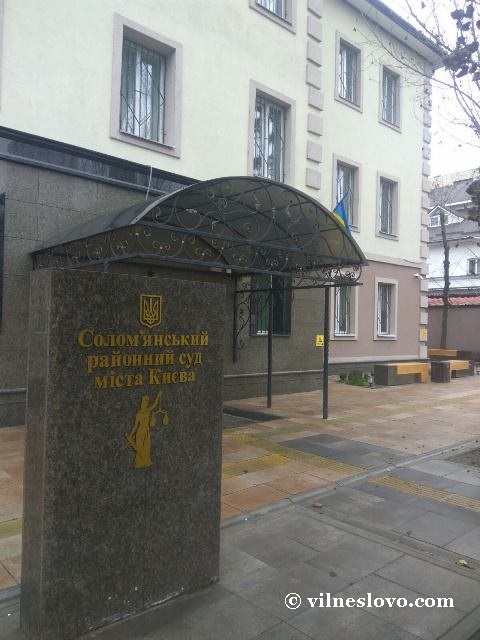 Солом'янський
районний суд
міста Києва
© vilneslovo.com